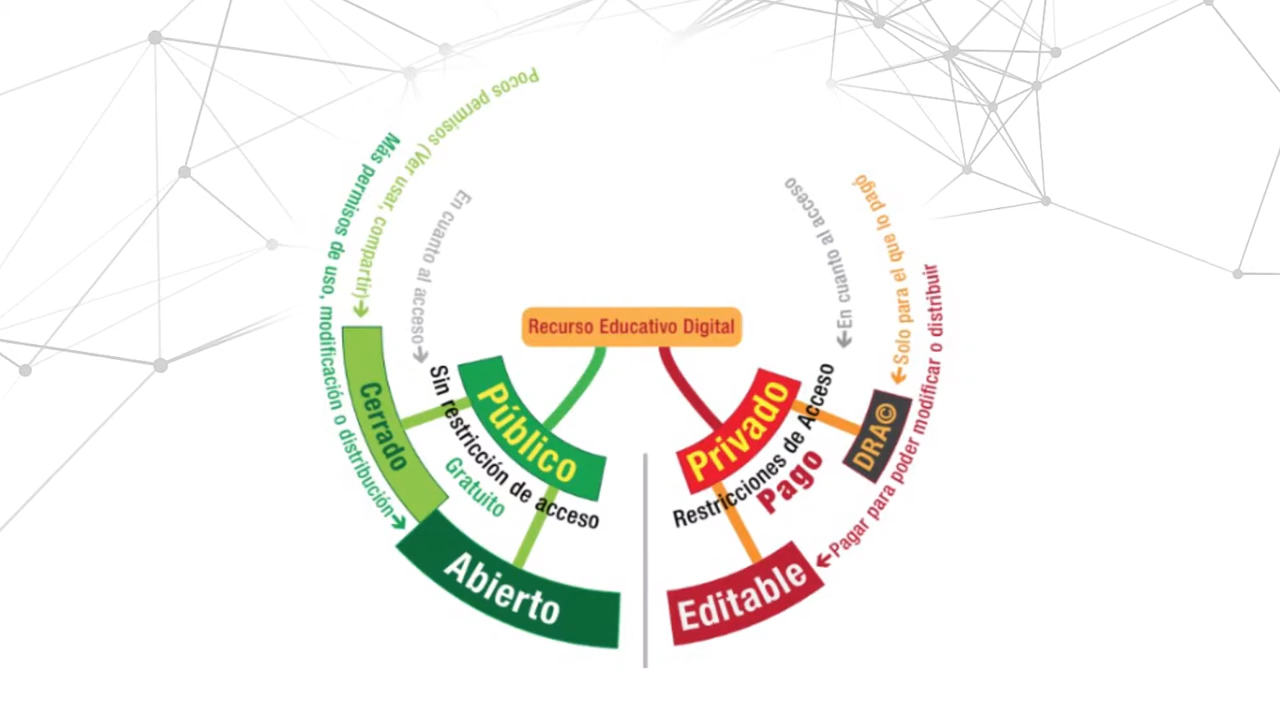 Recurso Educativo Digital
Pocos permisos (Ver usar, compartir)
Más permisos de uso, modificación o distribución
En cuanto al acceso
Público
Sin restricción de acceso
Gratuito
Cerrado
Abierto
En cuanto al acceso
Solo para el que lo pagó
Pagar para poder modificar o distribuir
Privado
Restricciones de Acceso
Pago
DRA©
Editable